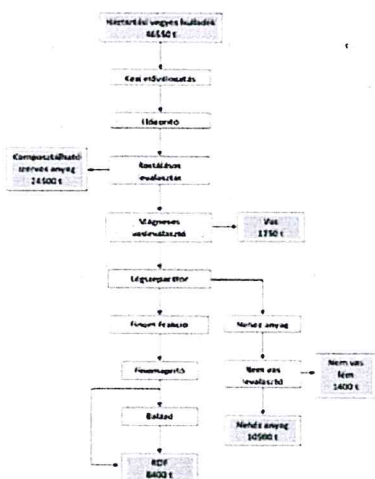 Háztartási vegyes hulladék
46550 t
Kézi előválogatás
Előaprító
Komposztálható
szerves anyag
24500 t
Rostálásos
leválasztás
Mágneses
vasleválasztó
Vas
1750 t
Légszeparátor
Finom frakció
Nehéz anyag
Finomaprító
Nem vas
leválasztó
Nem vas
fém
1400 t
Bálázó
Nehéz anyag
10500 t
RDF
8400 t